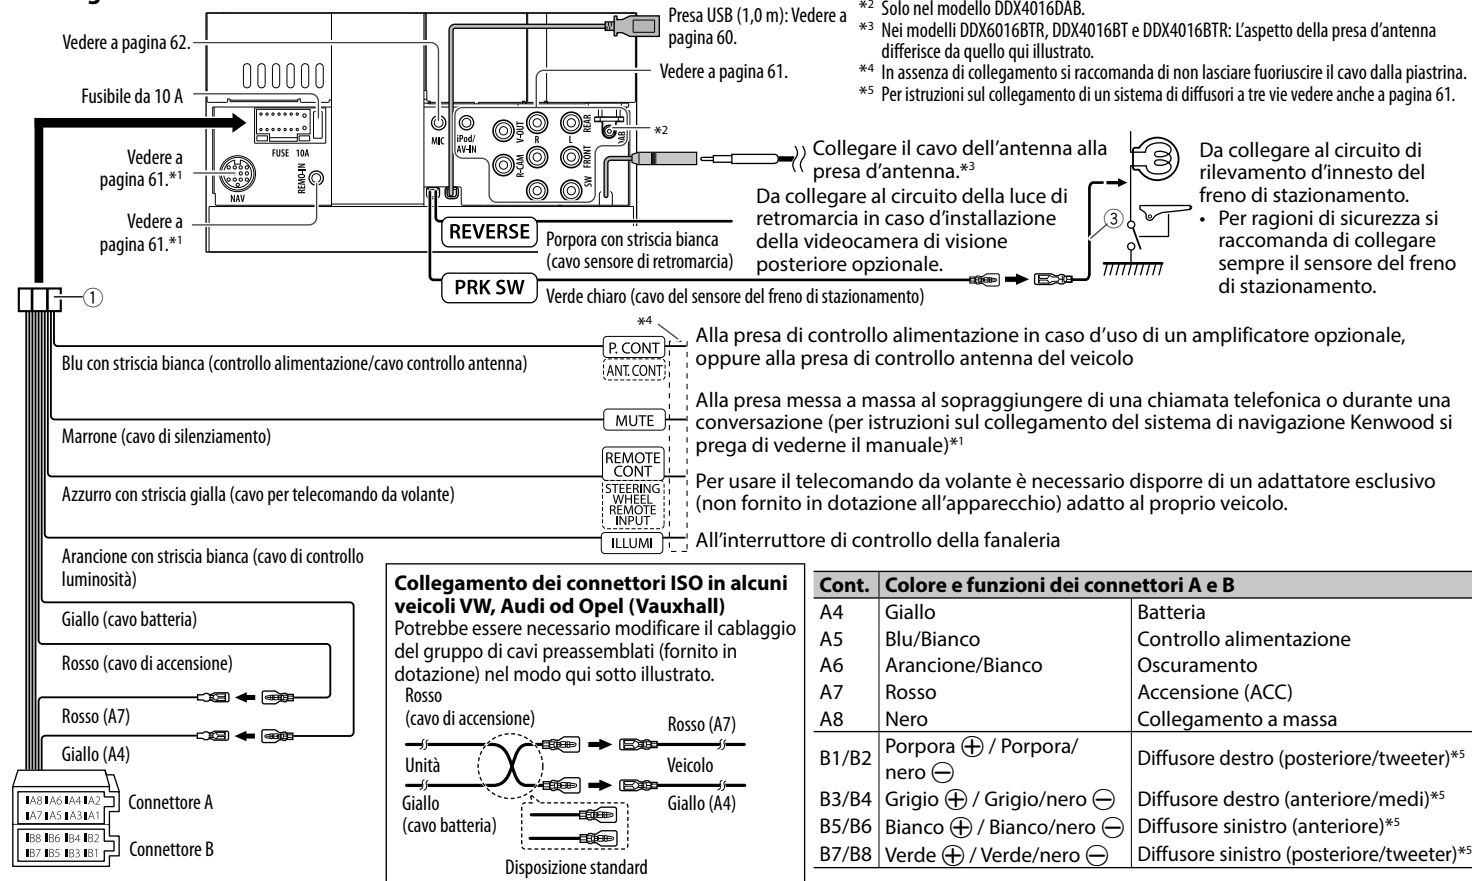 *2 Solo nel modello DDX4016DAB.
*3 Nei modelli DDX6016BTR, DDX4016BT e DDX4016BTR: L'aspetto della presa d'antenna
differisce da quello qui illustrato.
*4 In assenza di collegamento si raccomanda di non lasciare fuoriuscire il cavo dalla piastrina.
*5 Per istruzioni sul collegamento di un sistema di diffusori a tre vie vedere anche a pagina 61.
Presa USB (1,0 m): Vedere a
pagina 60.
Vedere a pagina 62.
Vedere a pagina 61.
Fusibile da 10 A
FUSE 10A
MIC
iPod/
AV-IN
V-OUT
R-CAM
R
L
REAR
FRONT
SW
DAB
*2
Vedere a
pagina 61.*1
NAV
REMO-IN
Vedere a
pagina 61.*1
Collegare il cavo dell'antenna alla
presa d'antenna.*3
REVERSE
Porpora con striscia bianca
(cavo sensore di retromarcia)
Da collegare al circuito della luce di
retromarcia in caso d'installazione
della videocamera di visione
posteriore opzionale.
PRK SW
Verde chiaro (cavo del sensore del freno di stazionamento)
3
Da collegare al circuito di
rilevamento d'innesto del
freno di stazionamento.
• Per ragioni di sicurezza si
raccomanda di collegare
sempre il sensore del freno
di stazionamento.
1
*4
Blu con striscia bianca (controllo alimentazione/cavo controllo antenna)
P. CONT
ANT. CONT
Alla presa di controllo alimentazione in caso d'uso di un amplificatore opzionale,
oppure alla presa di controllo antenna del veicolo
Marrone (cavo di silenziamento)
MUTE
Alla presa messa a massa al sopraggiungere di una chiamata telefonica o durante una
conversazione (per istruzioni sul collegamento del sistema di navigazione Kenwood si
prega di vederne il manuale)*1
Azzurro con striscia gialla (cavo per telecomando da volante)
REMOTE
CONT
STEERING
WHEEL
REMOTE
INPUT
Per usare il telecomando da volante è necessario disporre di un adattatore esclusivo
(non fornito in dotazione all'apparecchio) adatto al proprio veicolo.
Arancione con striscia bianca (cavo di controllo
luminosità)
ILLUMI
All'interruttore di controllo della fanaleria
Giallo (cavo batteria)
Rosso (cavo di accensione)
Rosso (A7)
Giallo (A4)
A8 A6 A4 A2
A7 A5 A3 A1
Connettore A
B8 B6 B4 B2
B7 B5 B3 B1
Connettore B
Collegamento dei connettori ISO in alcuni
veicoli VW, Audi od Opel (Vauxhall)
Potrebbe essere necessario modificare il cablaggio
del gruppo di cavi preassemblati (fornito in
dotazione) nel modo qui sotto illustrato.
Rosso
(cavo di accensione)
Rosso (A7)
Unità
Veicolo
Giallo
(cavo batteria)
Giallo (A4)
Disposizione standard
Cont. Colore e funzioni dei connettori A e B
A4 Giallo Batteria
A5 Blu/Bianco Controllo alimentazione
A6 Arancione/Bianco Oscuramento
A7 Rosso Accensione (ACC)
A8 Nero Collegamento a massa
B1/B2 Porpora ⊕ / Porpora/
nero ⊖ Diffusore destro (posteriore/tweeter)*5
B3/B4 Grigio ⊕ / Grigio/nero ⊖ Diffusore destro (anteriore/medi)*5
B5/B6 Bianco ⊕ / Bianco/nero ⊖ Diffusore sinistro (anteriore)*5
B7/B8 Verde ⊕ / Verde/nero ⊖ Diffusore sinistro (posteriore/tweeter)*5